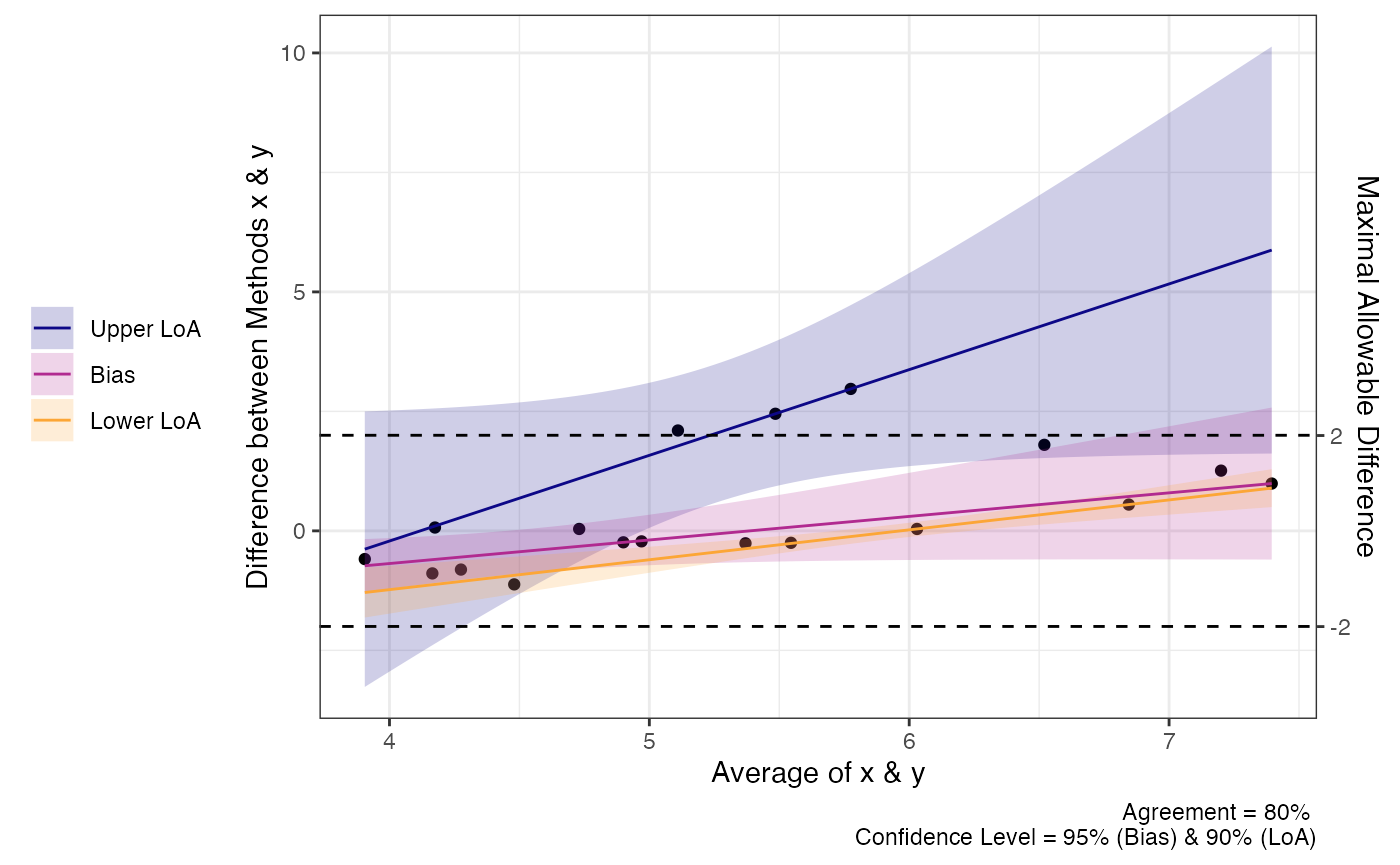 Upper LoA
Bias
Lower LoA
Difference between Methods x & y
10
5
0
2
-2
Maximal Allowable Difference
4
5
6
7
Average of x & y
Agreement = 80%
Confidence Level = 95% (Bias) & 90% (LoA)